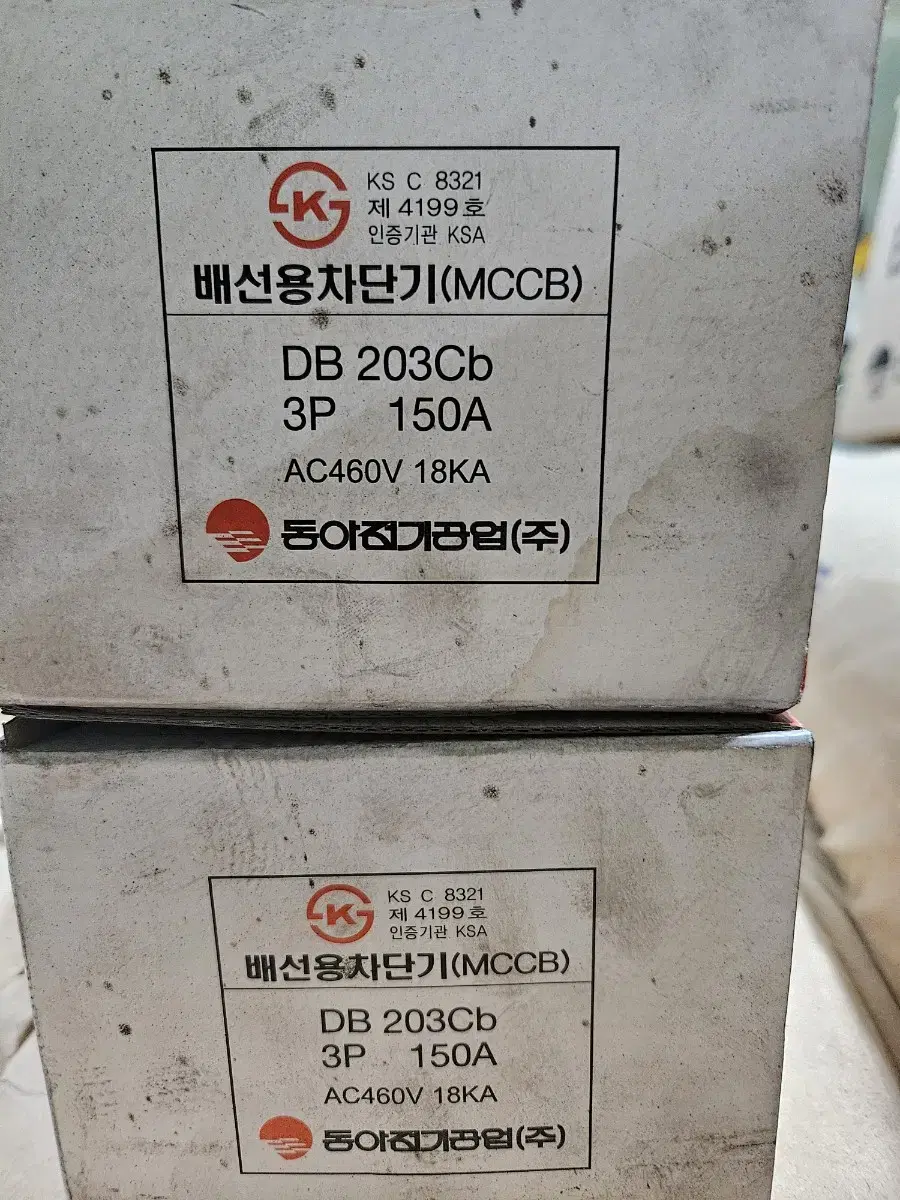 KS C 8321
제 4199 호
인증기관 KSA
배선용차단기(MCCB)
DB 203Cb
3P 150A
AC460V 18KA
동아전기공업(주)
KS C 8321
제 4199 호
인증기관 KSA
배선용차단기(MCCB)
DB 203Cb
3P 150A
AC460V 18KA
동아전기공업(주)